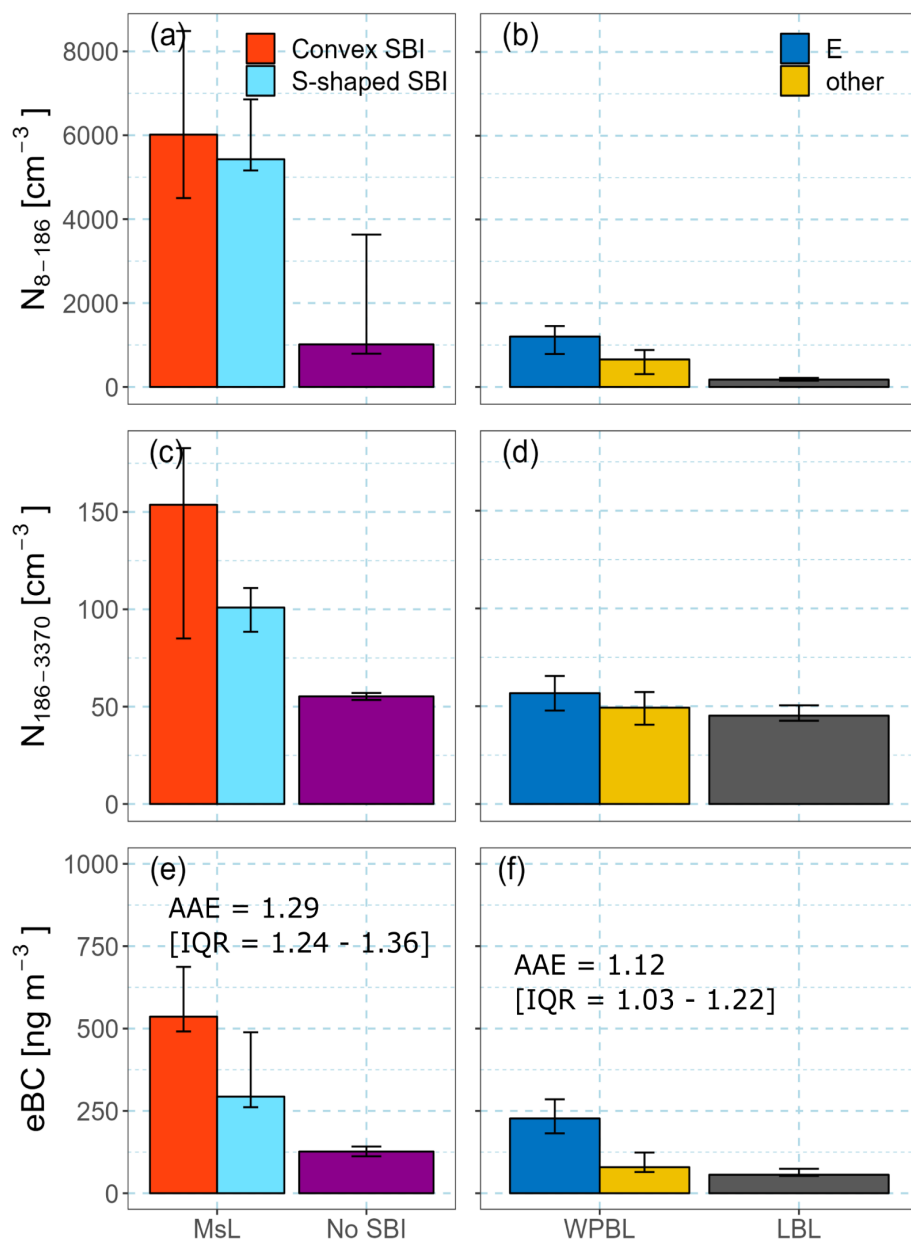 (a)
Convex SBI
S-shaped SBI
(b)
E
other
N₈₋₁₈₆ [cm⁻³]
8000
6000
4000
2000
0
(c)
(d)
N₁₈₆₋₃₃₇₀ [cm⁻³]
150
100
50
0
(e)
AAE = 1.29
[IQR = 1.24 - 1.36]
(f)
AAE = 1.12
[IQR = 1.03 - 1.22]
eBC [ng m⁻³]
1000
750
500
250
0
MsL
No SBI
WPBL
LBL